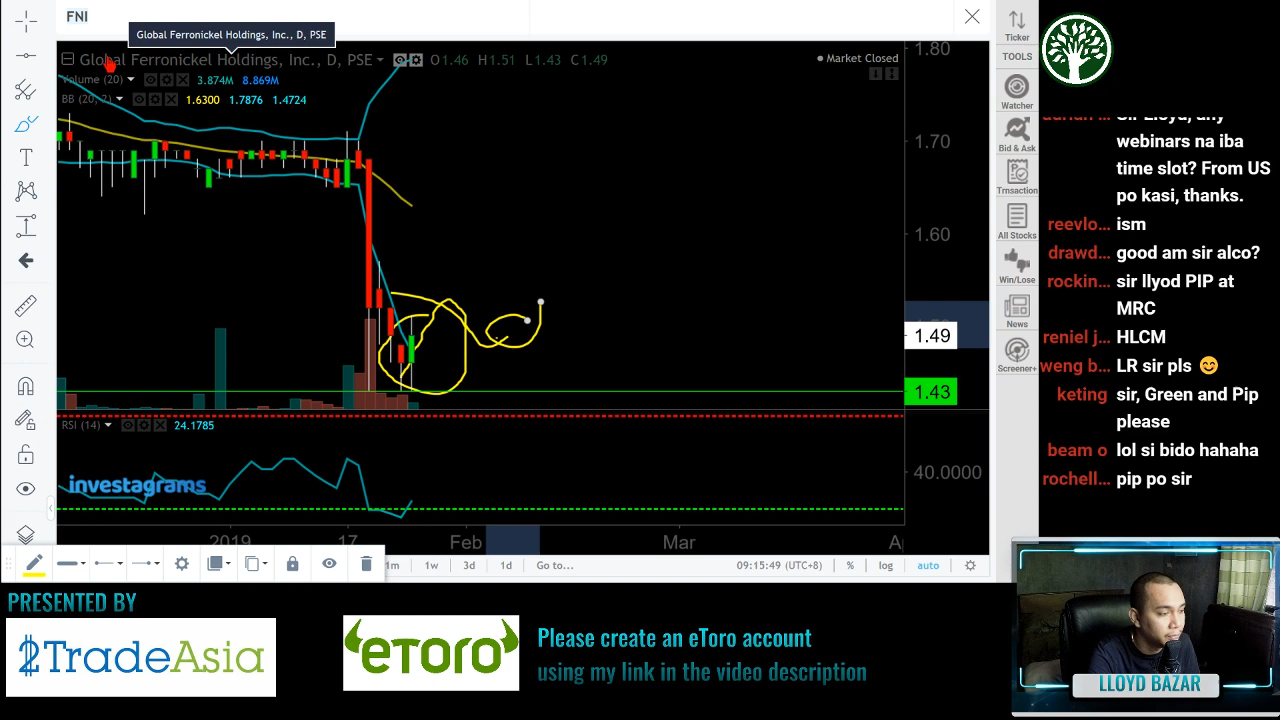 FNI
Global Ferronickel Holdings, Inc., D, PSE
Global Ferronickel Holdings, Inc., D, PSE O1.46 H1.51 L1.43 C1.49
Market Closed
Volume (20) 3.874M 8.869M
BB (20, 2) 1.6300 1.7876 1.4724
1.80
1.70
1.60
1.49
1.43
RSI (14) 24.1785
40.0000
investagrams
2019 17 Feb Mar
1m 1w 3d 1d Go to... 09:15:49 (UTC+8) % log auto
Ticker
TOOLS
Watcher
Bid & Ask
Trnsaction
All Stocks
Win/Lose
News
Screener+
Sir Lloyd, any
webinars na iba
time slot? From US
po kasi, thanks.
reevlo... ism
drawd... good am sir alco?
rockin... sir llyod PIP at
MRC
reniel j... HLCM
weng b... LR sir pls 😊
keting sir, Green and Pip
please
beam o lol si bido hahaha
rochell... pip po sir
PRESENTED BY
2TradeAsia
eToro
Please create an eToro account
using my link in the video description
LLOYD BAZAR